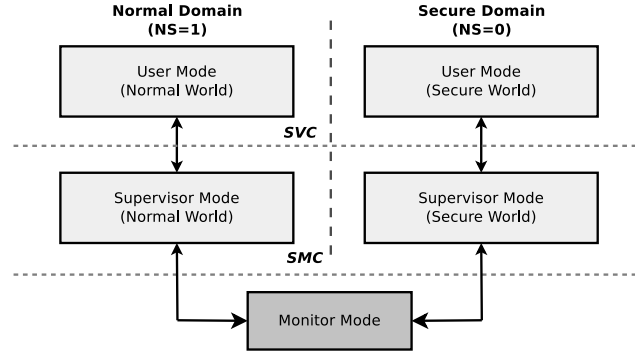 Normal Domain
(NS=1)
Secure Domain
(NS=0)
User Mode
(Normal World)
User Mode
(Secure World)
SVC
Supervisor Mode
(Normal World)
Supervisor Mode
(Secure World)
SMC
Monitor Mode